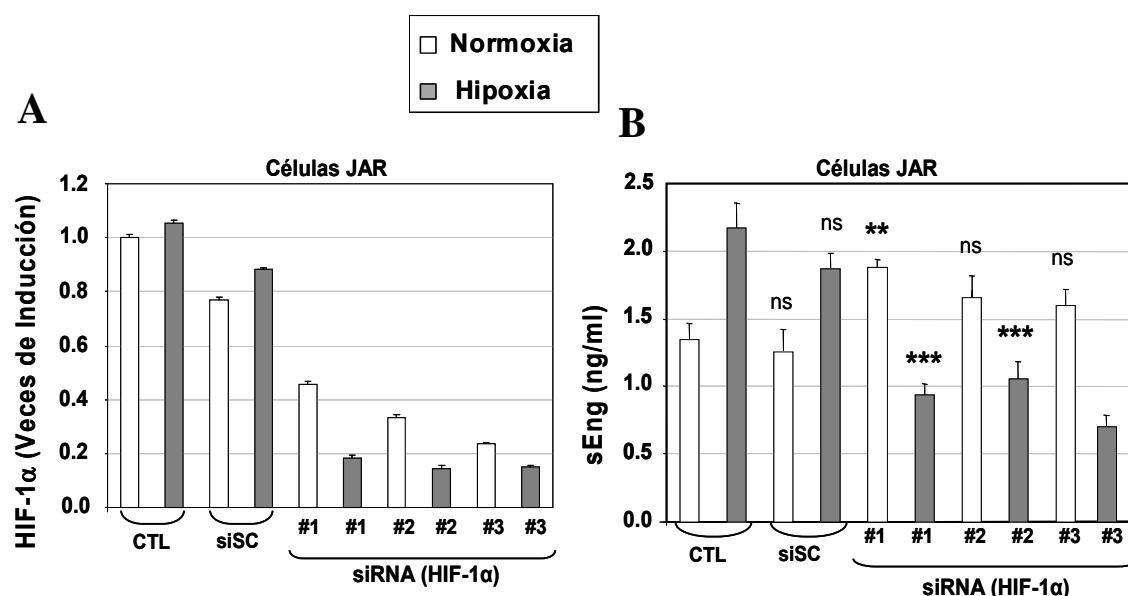 Normoxia
Hipoxia
A
Células JAR
HIF-1α (Veces de Inducción)
1.2
1.0
0.8
0.6
0.4
0.2
0.0
CTL
siSC
#1 #1 #2 #2 #3 #3
siRNA (HIF-1α)
B
Células JAR
sEng (ng/ml)
2.5
2.0
1.5
1.0
0.5
0.0
ns
ns
**
***
ns
***
ns
CTL
siSC
#1 #1 #2 #2 #3 #3
siRNA (HIF-1α)